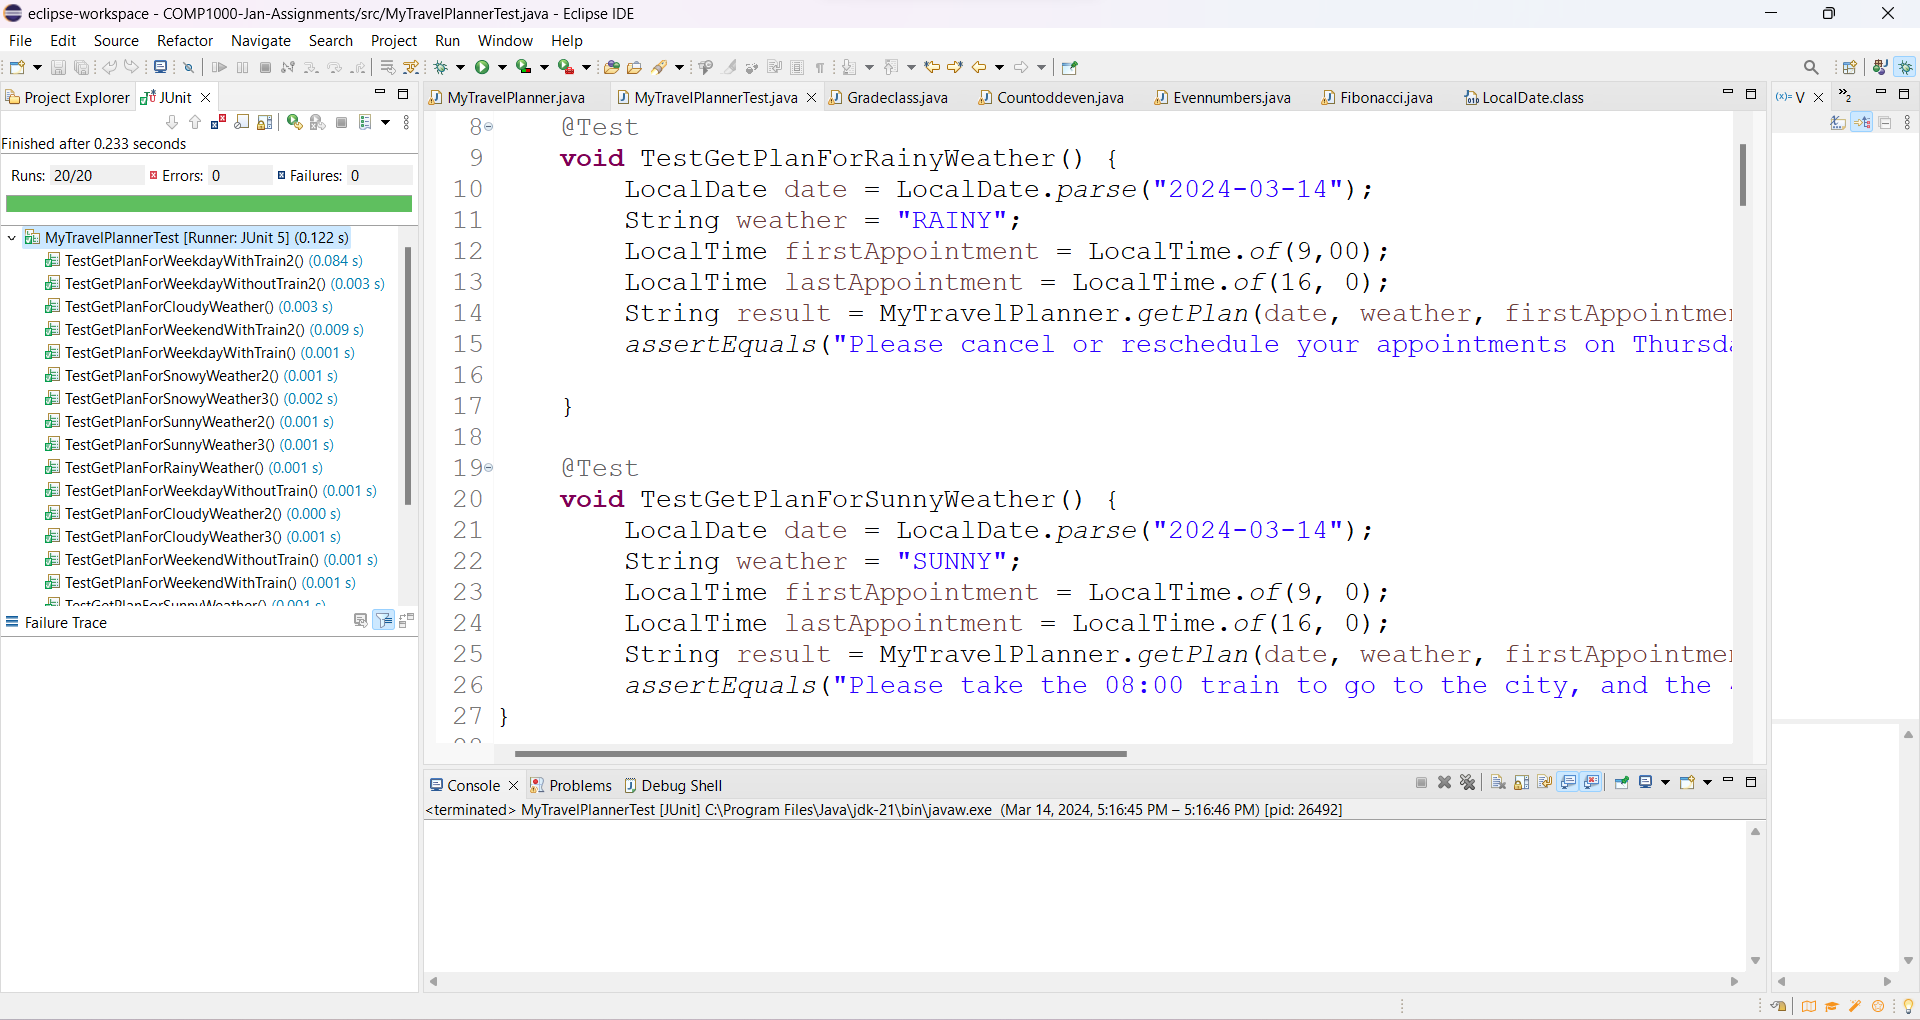 eclipse-workspace - COMP1000-Jan-Assignments/src/MyTravelPlannerTest.java - Eclipse IDE
File Edit Source Refactor Navigate Search Project Run Window Help
Project Explorer JUnit
Finished after 0.233 seconds
Runs: 20/20 Errors: 0 Failures: 0
MyTravelPlannerTest [Runner: JUnit 5] (0.122 s)
TestGetPlanForWeekdayWithTrain2() (0.084 s)
TestGetPlanForWeekdayWithoutTrain2() (0.003 s)
TestGetPlanForCloudyWeather() (0.003 s)
TestGetPlanForWeekendWithTrain2() (0.009 s)
TestGetPlanForWeekdayWithTrain() (0.001 s)
TestGetPlanForSnowyWeather2() (0.001 s)
TestGetPlanForSnowyWeather3() (0.002 s)
TestGetPlanForSunnyWeather2() (0.001 s)
TestGetPlanForSunnyWeather3() (0.001 s)
TestGetPlanForRainyWeather() (0.001 s)
TestGetPlanForWeekdayWithoutTrain() (0.001 s)
TestGetPlanForCloudyWeather2() (0.000 s)
TestGetPlanForCloudyWeather3() (0.001 s)
TestGetPlanForWeekendWithoutTrain() (0.001 s)
TestGetPlanForWeekendWithTrain() (0.001 s)
TestGetPlanForSunnyWeather() (0.001 s)
Failure Trace
MyTravelPlanner.java MyTravelPlannerTest.java Gradeclass.java Countoddeven.java Evennumbers.java Fibonacci.java LocalDate.class
8 @Test
9 void TestGetPlanForRainyWeather() {
10 LocalDate date = LocalDate.parse("2024-03-14");
11 String weather = "RAINY";
12 LocalTime firstAppointment = LocalTime.of(9,00);
13 LocalTime lastAppointment = LocalTime.of(16, 0);
14 String result = MyTravelPlanner.getPlan(date, weather, firstAppointme
15 assertEquals("Please cancel or reschedule your appointments on Thursd
16
17 }
18
19 @Test
20 void TestGetPlanForSunnyWeather() {
21 LocalDate date = LocalDate.parse("2024-03-14");
22 String weather = "SUNNY";
23 LocalTime firstAppointment = LocalTime.of(9, 0);
24 LocalTime lastAppointment = LocalTime.of(16, 0);
25 String result = MyTravelPlanner.getPlan(date, weather, firstAppointme
26 assertEquals("Please take the 08:00 train to go to the city, and the
27 }
(x)= V »2
Console Problems Debug Shell
<terminated> MyTravelPlannerTest [JUnit] C:\Program Files\Java\jdk-21\bin\javaw.exe (Mar 14, 2024, 5:16:45 PM – 5:16:46 PM) [pid: 26492]